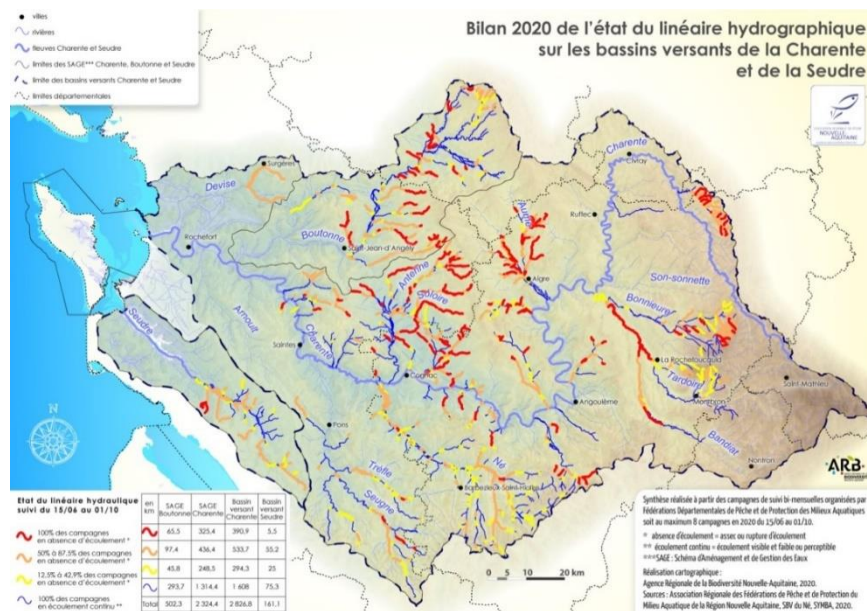 villes
rivières
fleuves Charente et Seudre
limites des SAGE*** Charente, Boutonne et Seudre
limite des bassins versants Charente et Seudre
limites départementales
Bilan 2020 de l'état du linéaire hydrographique
sur les bassins versants de la Charente
et de la Seudre
NOUVELLE
AQUITAINE
Charente
Civray
Surgères
Devise
Ruffec
Aume
Rochefort
Boutonne
Saint-Jean-d'Angély
Aigre
Son-sonnette
Antenne
Soloire
Bonnieure
Seudre
Arnoult
Charente
Saintes
La Rochefoucauld
Cognac
Tardoire
Saint-Mathieu
Montbron
Angoulême
Pons
Bandiat
Nontron
Né
Trèfle
Barbezieux-Saint-Hilaire
Seugne
N
ARB
0 10 20 km
Etat du linéaire hydraulique
suivi du 15/06 au 01/10
en km
SAGE Boutonne
SAGE Charente
Bassin versant Charente
Bassin versant Seudre
100% des campagnes en absence d'écoulement * 65,5 325,4 390,9 5,5
50% à 87,5% des campagnes en absence d'écoulement * 97,4 436,4 533,7 55,2
12,5% à 42,9% des campagnes en absence d'écoulement * 45,8 248,5 294,3 25
100% des campagnes en écoulement continu ** 293,7 1 314,4 1 608 75,3
Total 502,3 2 324,4 2 826,8 161,1
Synthèse réalisée à partir des campagnes de suivi bi-mensuelles organisées par les
Fédérations Départementales de Pêche et de Protection des Milieux Aquatiques
soit au maximum 8 campagnes en 2020 du 15/06 au 01/10.
* absence d'écoulement = assec ou rupture d'écoulement
** écoulement continu = écoulement visible et faible ou perceptible
***SAGE : Schéma d'Aménagement et de Gestion des Eaux
Réalisation cartographique :
Agence Régionale de la Biodiversité Nouvelle-Aquitaine, 2020.
Sources : Association Régionale des Fédérations de Pêche et de Protection du
Milieu Aquatique de la Région Nouvelle Aquitaine, SBV du Né, SYMBA, 2020.